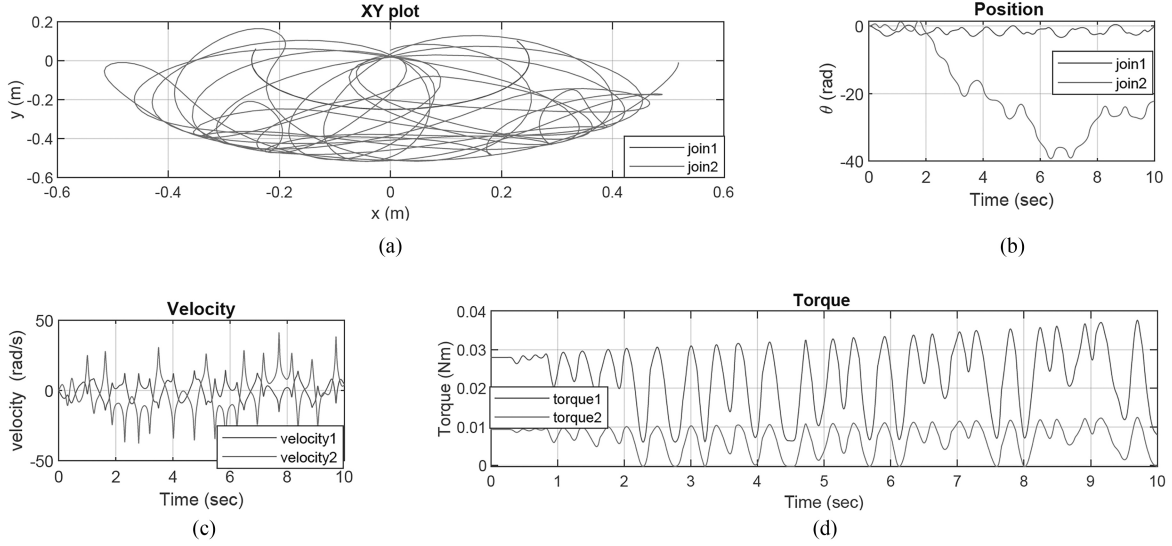 XY plot
0.2
0
-0.2
-0.4
-0.6
y (m)
-0.6
-0.4
-0.2
0
0.2
0.4
0.6
x (m)
join1
join2
(a)
Position
0
-20
-40
θ (rad)
0
2
4
6
8
10
Time (sec)
join1
join2
(b)
Velocity
50
0
-50
velocity (rad/s)
0
2
4
6
8
10
Time (sec)
velocity1
velocity2
(c)
Torque
0.04
0.03
0.02
0.01
0
Torque (Nm)
0
1
2
3
4
5
6
7
8
9
10
Time (sec)
torque1
torque2
(d)